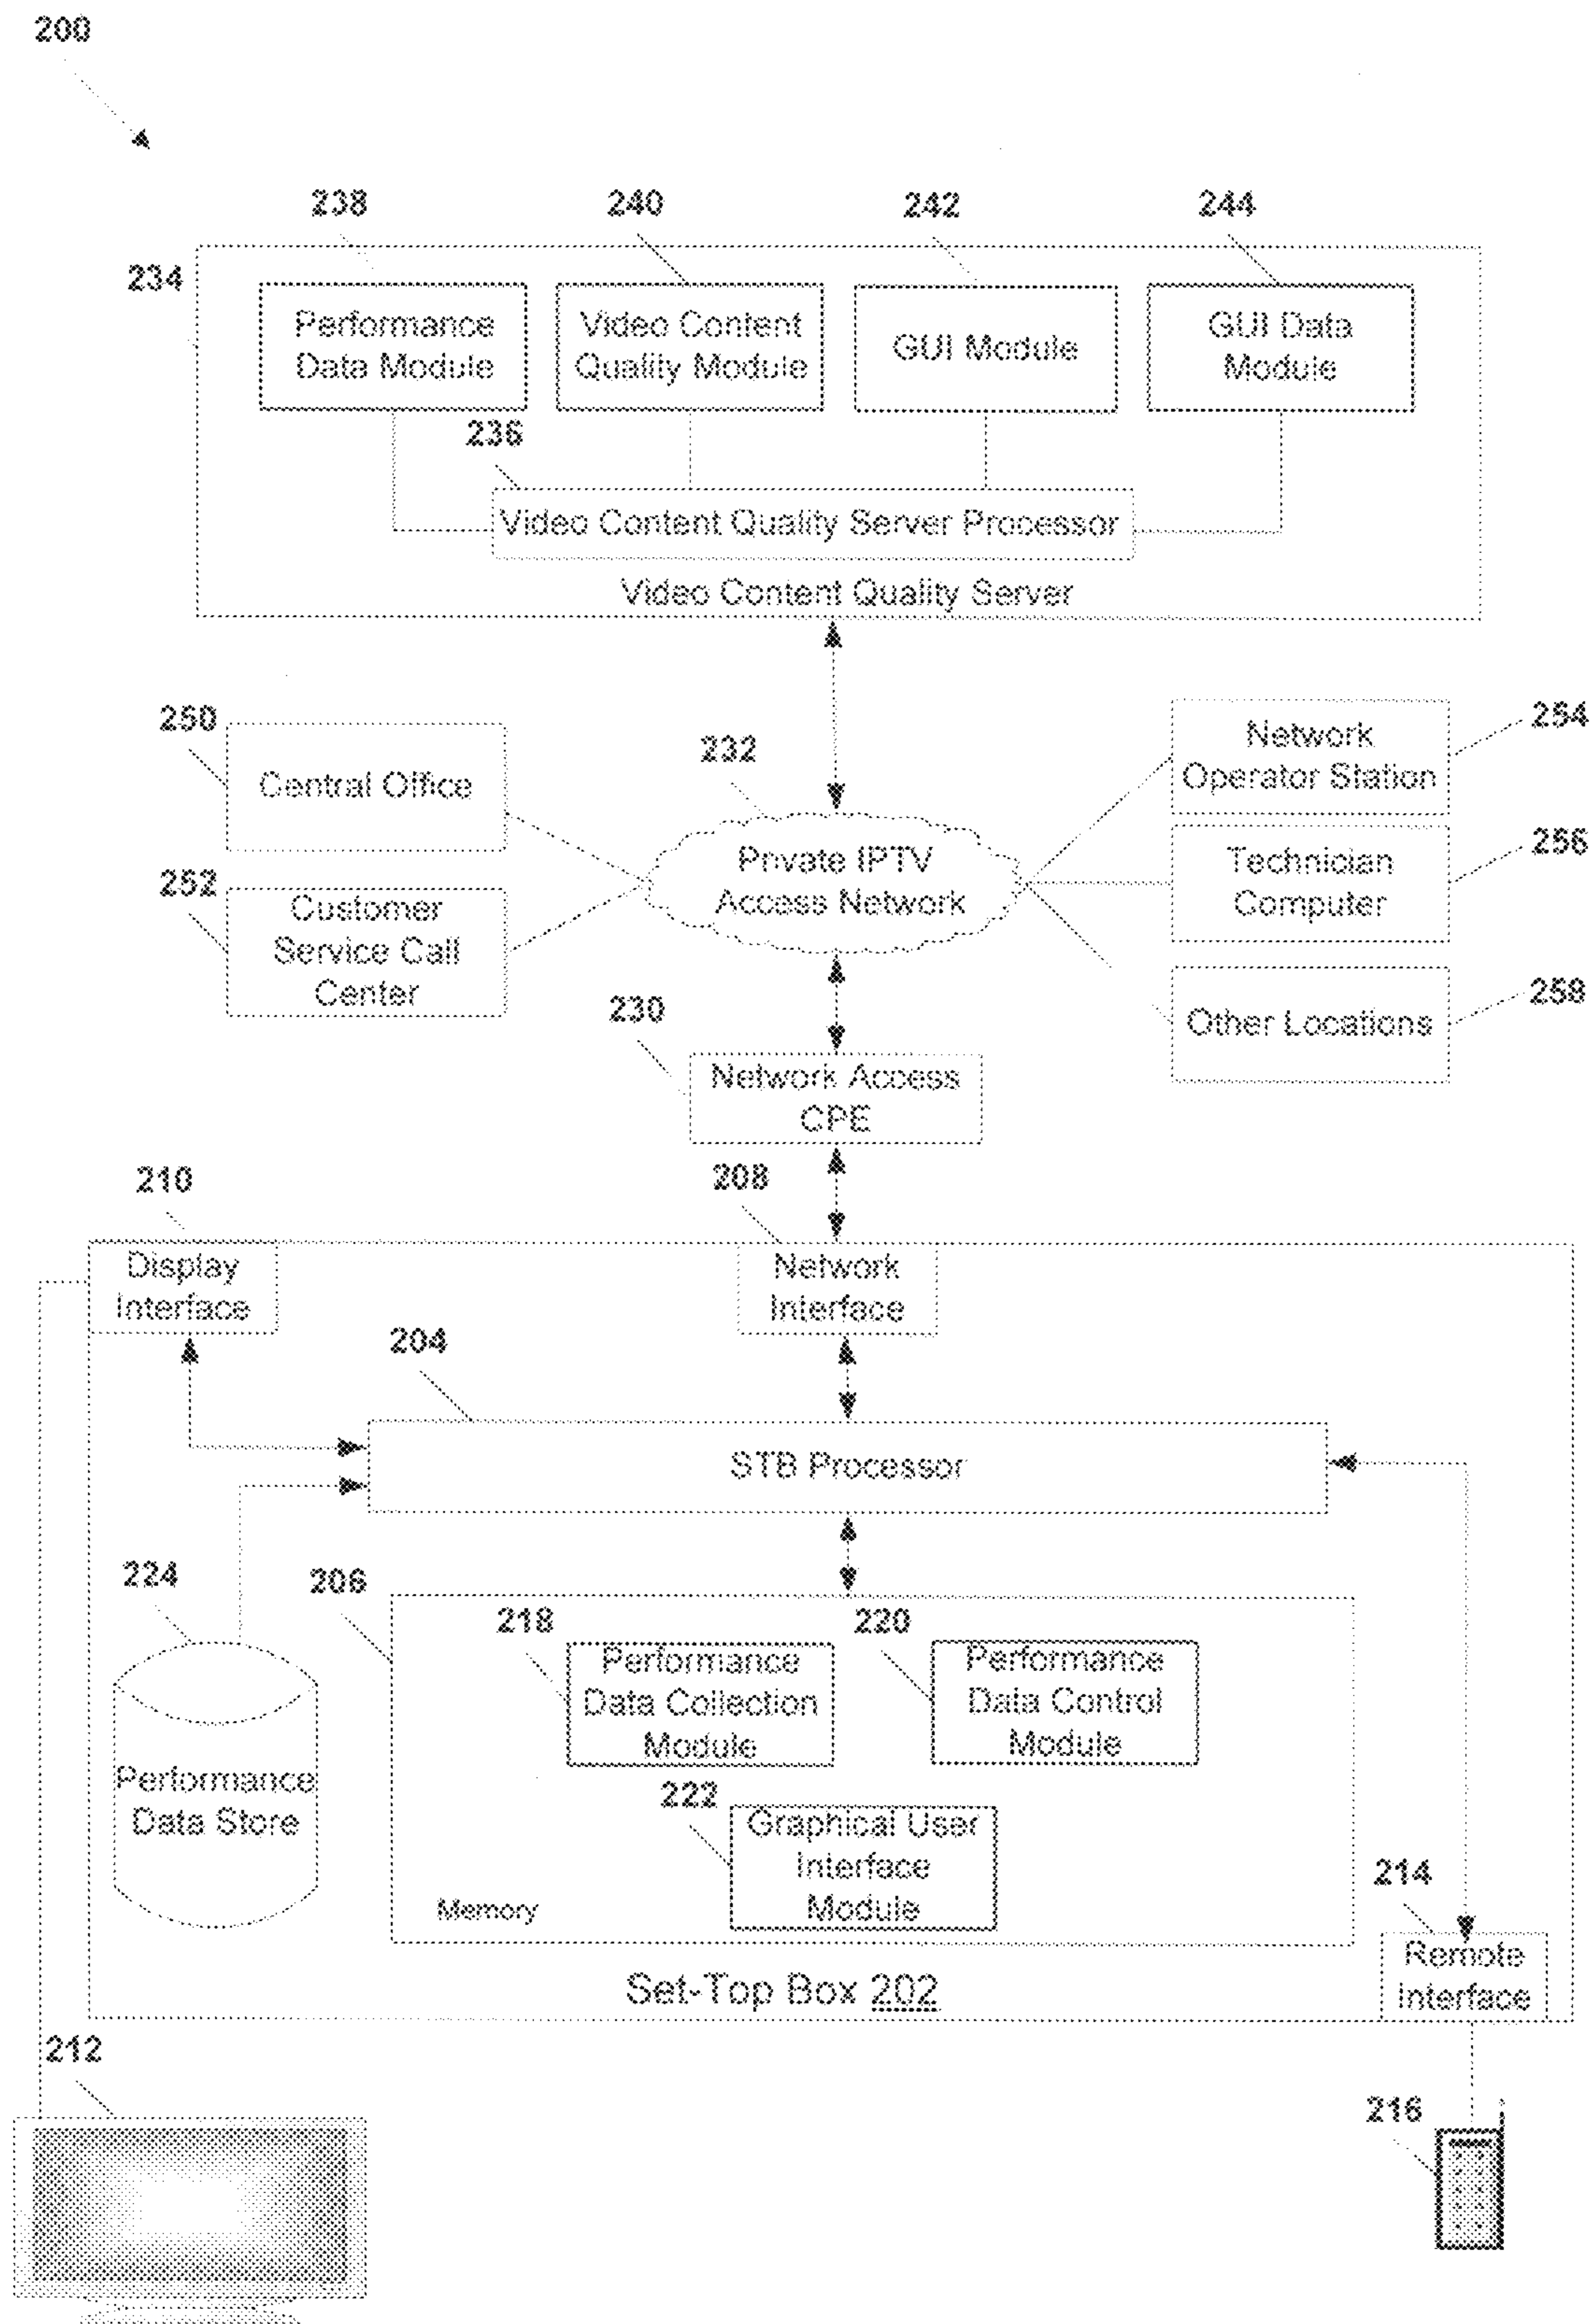 200
238
240
242
244
234
Performance
Data Module
Video Content
Quality Module
GUI Module
GUI Data
Module
236
Video Content Quality Server Processor
Video Content Quality Server
250
Central Office
232
Network
Operator Station
254
Private IPTV
Access Network
252
Customer
Service Call
Center
Technician
Computer
256
230
Other Locations
Network Access
CPE
210
208
Display
Interface
Network
Interface
204
STB Processor
224
206
218
220
Performance
Data Collection
Module
Performance
Data Control
Module
Performance
Data Store
222
Graphical User
Interface
Module
Memory
214
Remote
Interface
Set-Top Box 202
212
216